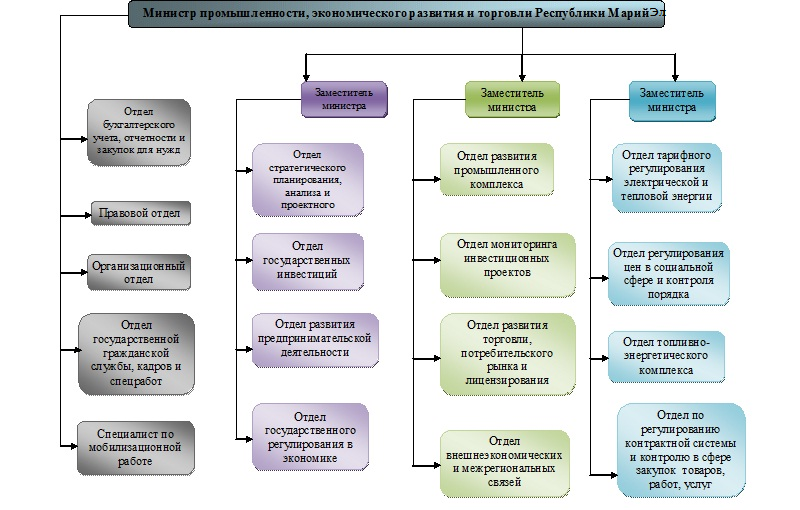 Министр промышленности, экономического развития и торговли Республики Марий Эл
Отдел
бухгалтерского
учета, отчетности и
закупок для нужд
Правовой отдел
Организационный
отдел
Отдел
государственной
гражданской
службы, кадров и
спецработ
Специалист по
мобилизационной
работе
Заместитель
министра
Отдел
стратегического
планирования,
анализа и
проектного
Отдел
государственных
инвестиций
Отдел развития
предпринимательской
деятельности
Отдел
государственного
регулирования в
экономике
Заместитель
министра
Отдел развития
промышленного
комплекса
Отдел мониторинга
инвестиционных
проектов
Отдел развития
торговли,
потребительского
рынка и
лицензирования
Отдел
внешнеэкономических
и межрегиональных
связей
Заместитель
министра
Отдел тарифного
регулирования
электрической и
тепловой энергии
Отдел регулирования
цен в социальной
сфере и контроля
порядка
Отдел топливно-
энергетического
комплекса
Отдел по
регулированию
контрактной системы
и контролю в сфере
закупок товаров,
работ, услуг